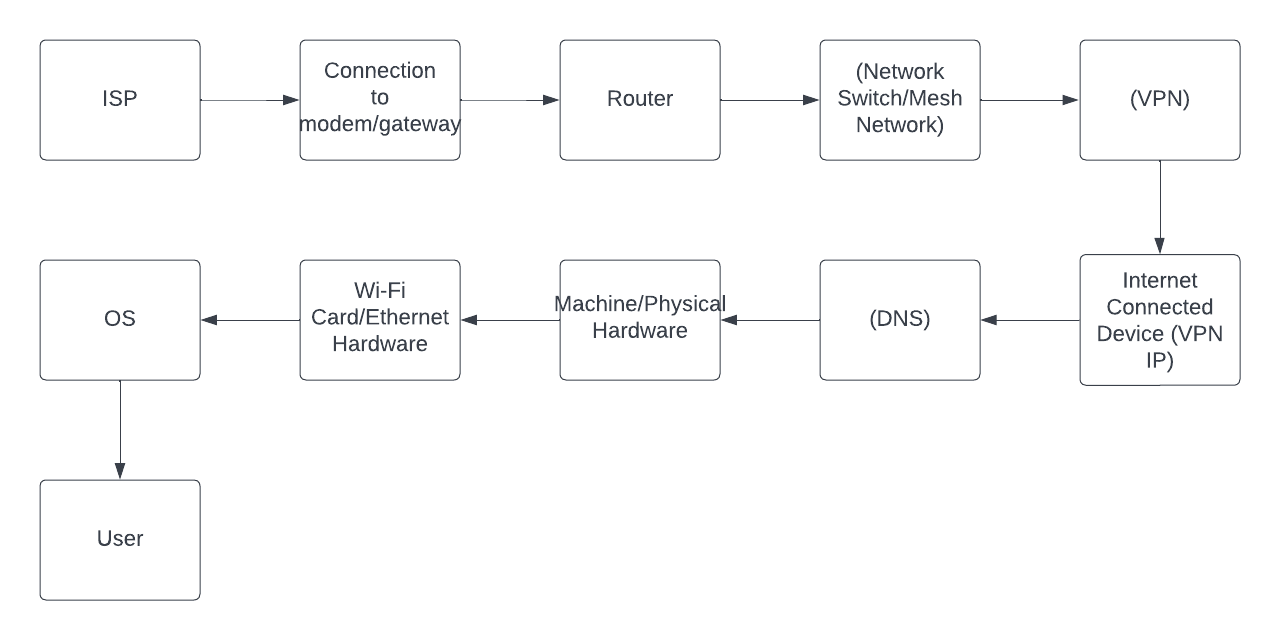 ISP
Connection
to
modem/gateway
Router
(Network
Switch/Mesh
Network)
(VPN)
Internet
Connected
Device (VPN
IP)
(DNS)
Machine/Physical
Hardware
Wi-Fi
Card/Ethernet
Hardware
OS
User